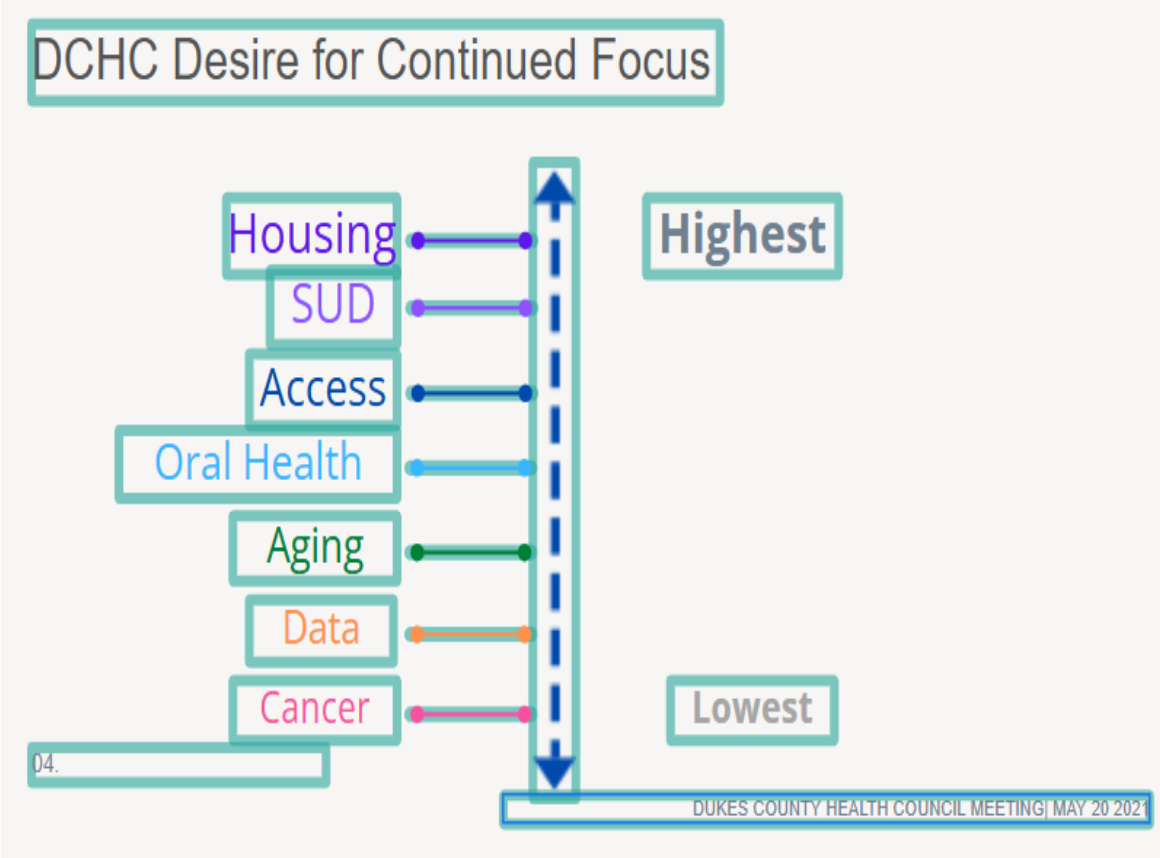 DCHC Desire for Continued Focus
Housing
Highest
SUD
Access
Oral Health
Aging
Data
Cancer
Lowest
04.
DUKES COUNTY HEALTH COUNCIL MEETING| MAY 20 2021